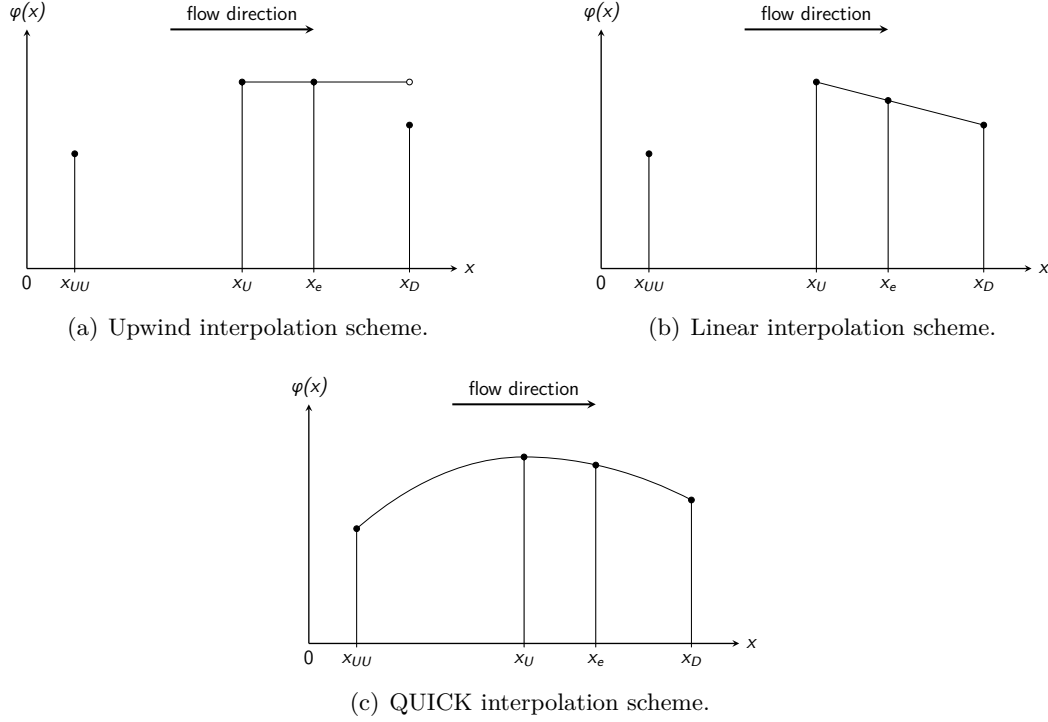 φ(x)
flow direction
0 x_UU x_U x_e x_D x
(a) Upwind interpolation scheme.
φ(x)
flow direction
0 x_UU x_U x_e x_D x
(b) Linear interpolation scheme.
φ(x)
flow direction
0 x_UU x_U x_e x_D x
(c) QUICK interpolation scheme.